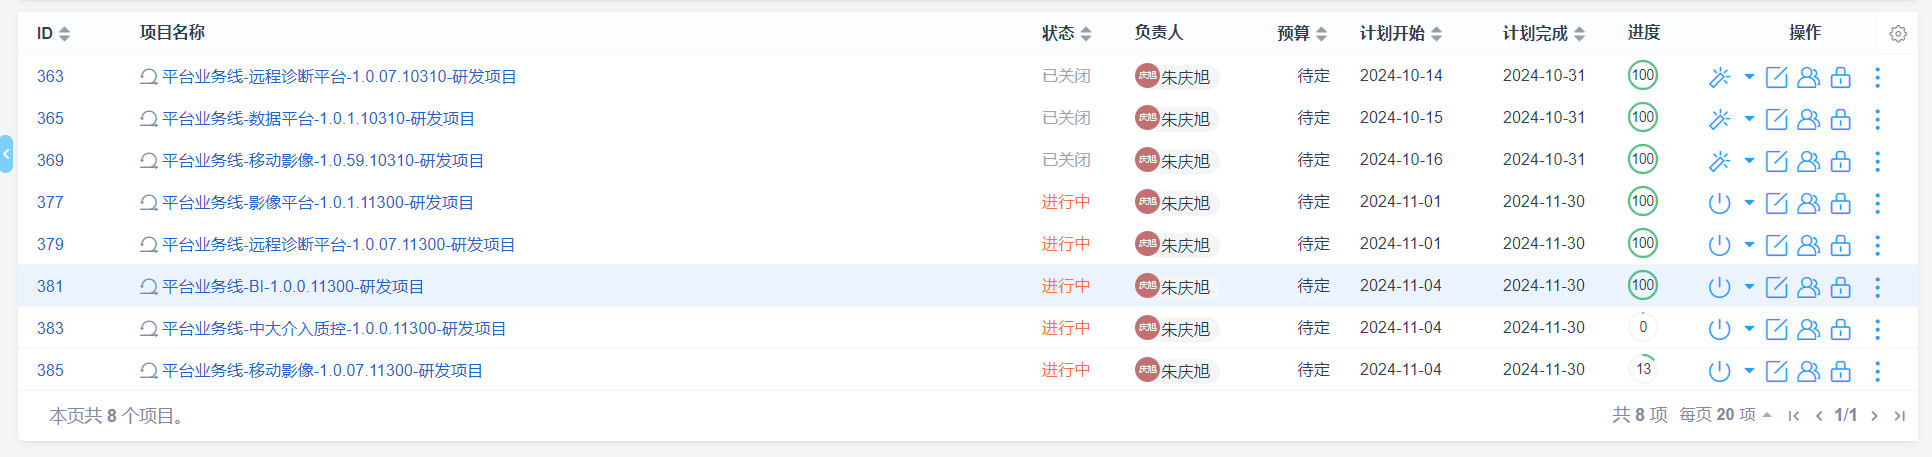 ID 项目名称 状态 负责人 预算 计划开始 计划完成 进度 操作
363 平台业务线-远程诊断平台-1.0.07.10310-研发项目 已关闭 庆旭 朱庆旭 待定 2024-10-14 2024-10-31 100
365 平台业务线-数据平台-1.0.1.10310-研发项目 已关闭 庆旭 朱庆旭 待定 2024-10-15 2024-10-31 100
369 平台业务线-移动影像-1.0.59.10310-研发项目 已关闭 庆旭 朱庆旭 待定 2024-10-16 2024-10-31 100
377 平台业务线-影像平台-1.0.1.11300-研发项目 进行中 庆旭 朱庆旭 待定 2024-11-01 2024-11-30 100
379 平台业务线-远程诊断平台-1.0.07.11300-研发项目 进行中 庆旭 朱庆旭 待定 2024-11-01 2024-11-30 100
381 平台业务线-BI-1.0.0.11300-研发项目 进行中 庆旭 朱庆旭 待定 2024-11-04 2024-11-30 100
383 平台业务线-中大介入质控-1.0.0.11300-研发项目 进行中 庆旭 朱庆旭 待定 2024-11-04 2024-11-30 0
385 平台业务线-移动影像-1.0.07.11300-研发项目 进行中 庆旭 朱庆旭 待定 2024-11-04 2024-11-30 13
本页共 8 个项目。 共 8 项 每页 20 项 1/1